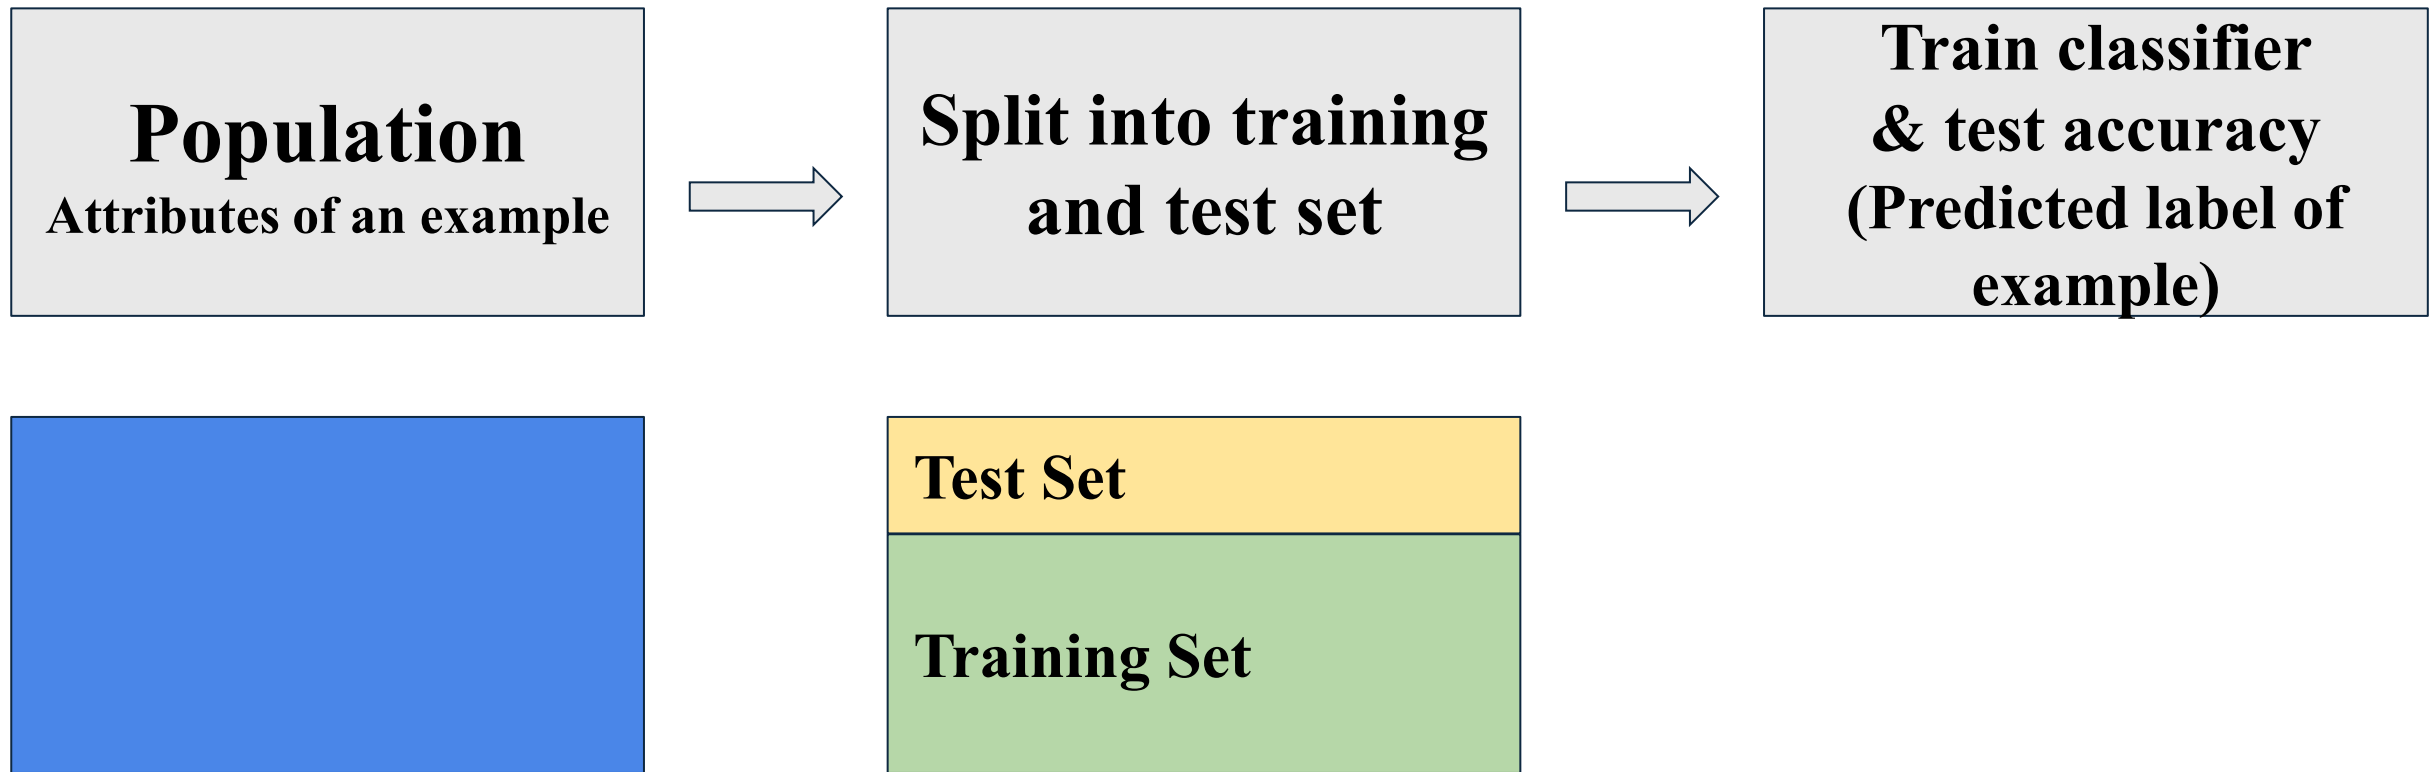 Population
Attributes of an example
Split into training
and test set
Train classifier
& test accuracy
(Predicted label of
example)
Test Set
Training Set